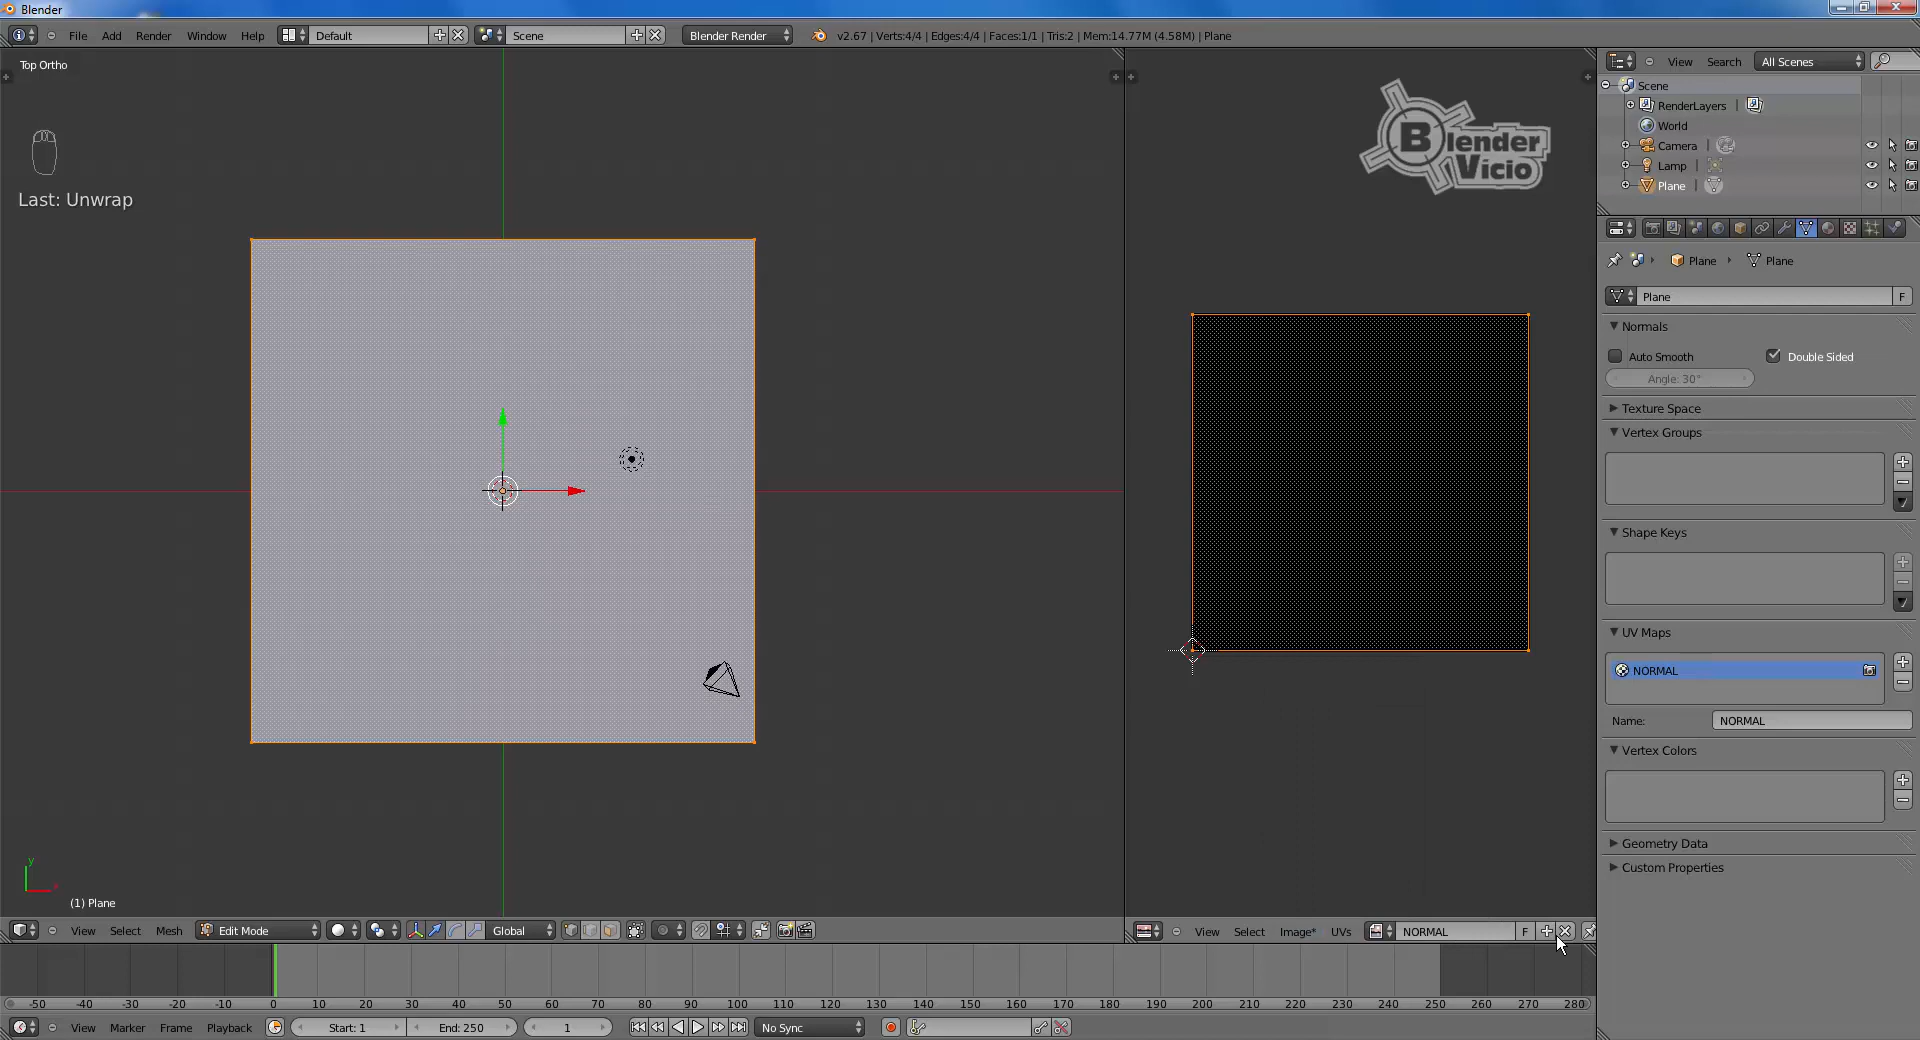 Blender
File Add Render Window Help Default Scene Blender Render v2.67 | Verts:4/4 | Edges:4/4 | Faces:1/1 | Tris:2 | Mem:14.77M (4.58M) | Plane
Top Ortho
Last: Unwrap
(1) Plane
y
View Select Mesh Edit Mode Global
Blender
Vicio
View Select Image* UVs NORMAL F
-50 -40 -30 -20 -10 0 10 20 30 40 50 60 70 80 90 100 110 120 130 140 150 160 170 180 190 200 210 220 230 240 250 260 270 280
View Marker Frame Playback Start: 1 End: 250 1 No Sync
View Search All Scenes
Scene
RenderLayers |
World
Camera |
Lamp |
Plane |
Plane Plane
Plane F
Normals
Auto Smooth Double Sided
Angle: 30°
Texture Space
Vertex Groups
Shape Keys
UV Maps
NORMAL
Name: NORMAL
Vertex Colors
Geometry Data
Custom Properties